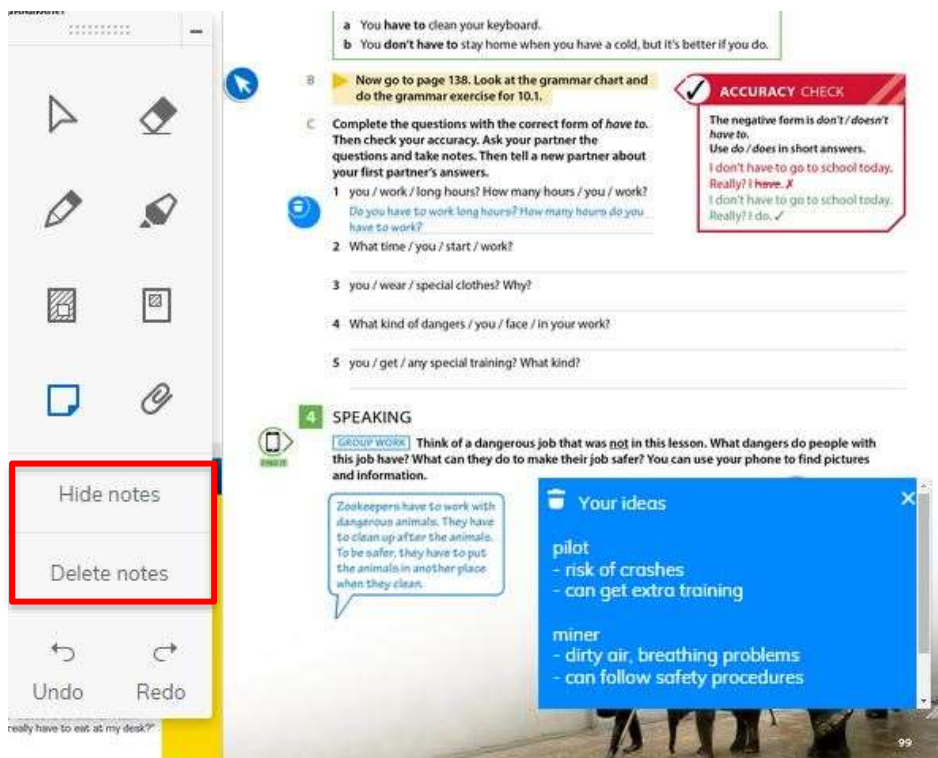 a You have to clean your keyboard.
b You don't have to stay home when you have a cold, but it's better if you do.
B Now go to page 138. Look at the grammar chart and
do the grammar exercise for 10.1.
C Complete the questions with the correct form of have to.
Then check your accuracy. Ask your partner the
questions and take notes. Then tell a new partner about
your first partner's answers.
1 you / work / long hours? How many hours / you / work?
Do you have to work long hours? How many hours do you
have to work?
2 What time / you / start / work?
3 you / wear / special clothes? Why?
4 What kind of dangers / you / face / in your work?
5 you / get / any special training? What kind?
ACCURACY CHECK
The negative form is don't / doesn't
have to.
Use do / does in short answers.
I don't have to go to school today.
Really? I have. ✗
I don't have to go to school today.
Really? I do. ✓
4 SPEAKING
FIND IT
GROUP WORK Think of a dangerous job that was not in this lesson. What dangers do people with
this job have? What can they do to make their job safer? You can use your phone to find pictures
and information.
Zookeepers have to work with
dangerous animals. They have
to clean up after the animals.
To be safer, they have to put
the animals in another place
when they clean.
Your ideas
pilot
- risk of crashes
- can get extra training
miner
- dirty air, breathing problems
- can follow safety procedures
Hide notes
Delete notes
Undo Redo
really have to eat at my desk?"
99